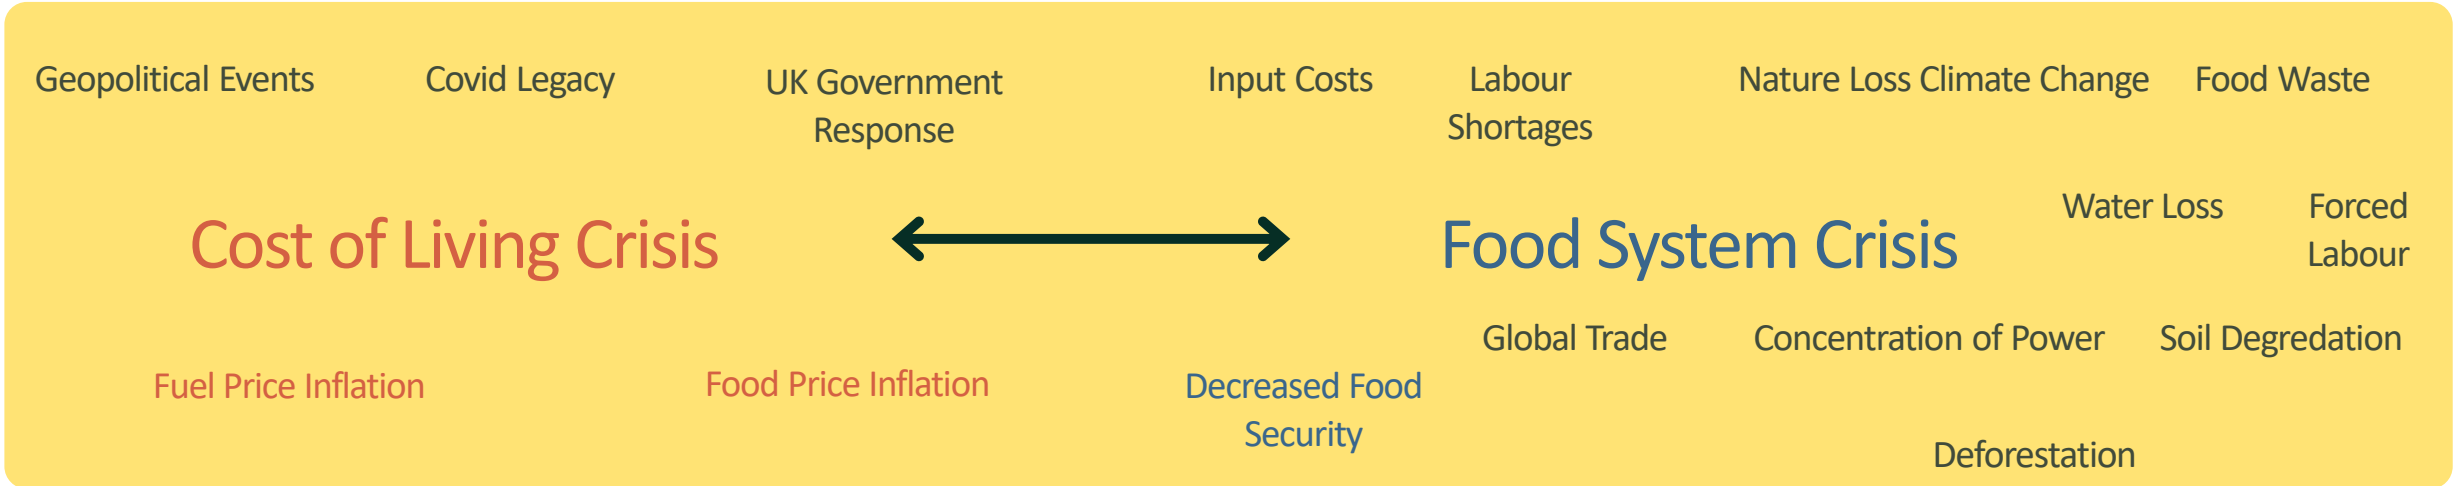 Geopolitical Events
Covid Legacy
UK Government
Response
Input Costs
Labour
Shortages
Nature Loss Climate Change
Food Waste
Cost of Living Crisis
Food System Crisis
Water Loss
Forced
Labour
Global Trade
Concentration of Power
Soil Degredation
Fuel Price Inflation
Food Price Inflation
Decreased Food
Security
Deforestation